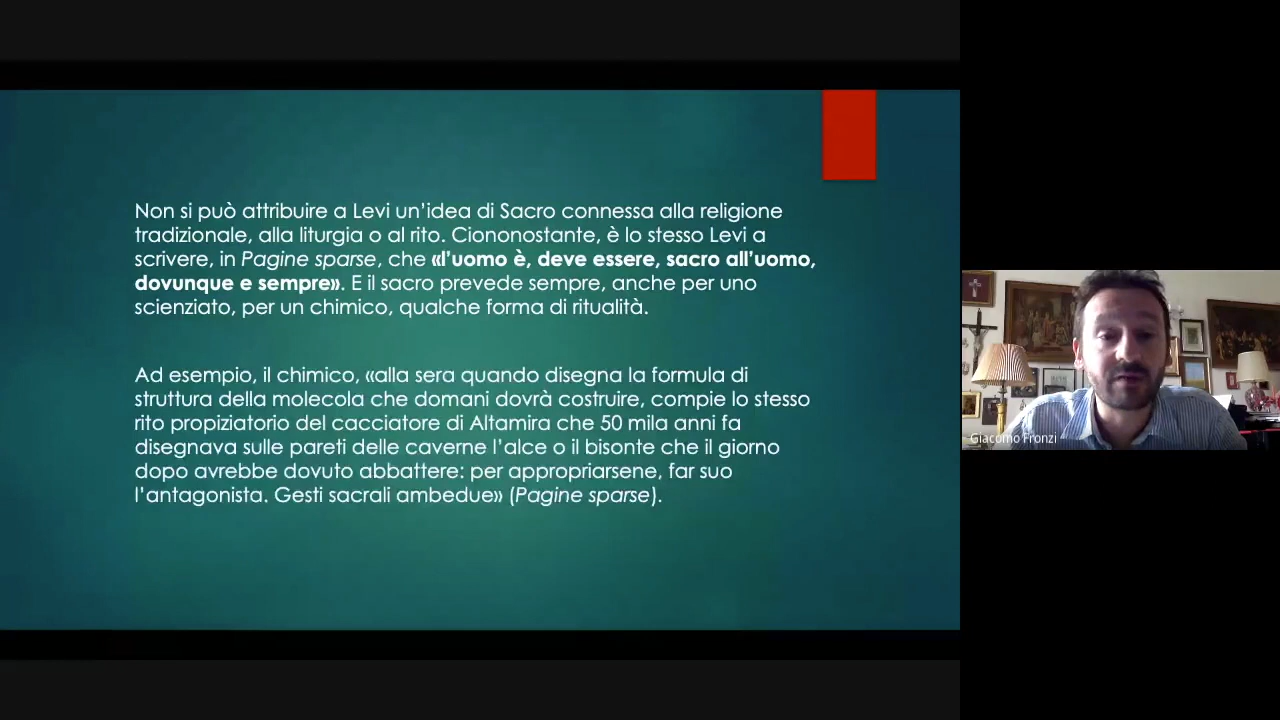 Non si può attribuire a Levi un’idea di Sacro connessa alla religione
tradizionale, alla liturgia o al rito. Ciononostante, è lo stesso Levi a
scrivere, in Pagine sparse, che «l’uomo è, deve essere, sacro all’uomo,
dovunque e sempre». E il sacro prevede sempre, anche per uno
scienziato, per un chimico, qualche forma di ritualità.
Ad esempio, il chimico, «alla sera quando disegna la formula di
struttura della molecola che domani dovrà costruire, compie lo stesso
rito propiziatorio del cacciatore di Altamira che 50 mila anni fa
disegnava sulle pareti delle caverne l’alce o il bisonte che il giorno
dopo avrebbe dovuto abbattere: per appropriarsene, far suo
l’antagonista. Gesti sacrali ambedue» (Pagine sparse).
Giacomo Fronzi